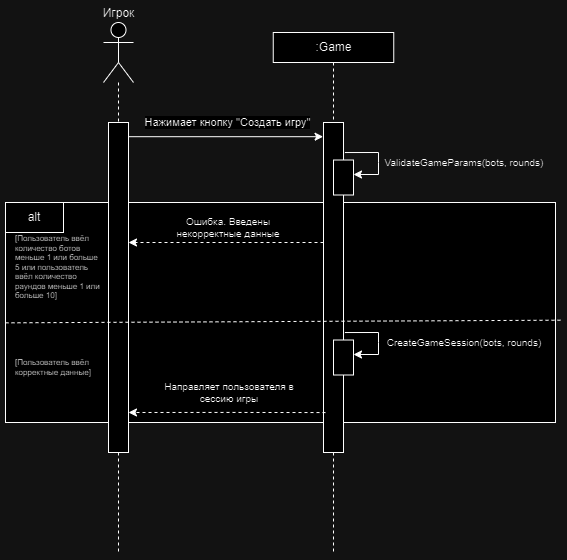 Игрок
:Game
Нажимает кнопку "Создать игру"
ValidateGameParams(bots, rounds)
alt
Ошибка. Введены
некорректные данные
[Пользователь ввёл
количество ботов
меньше 1 или больше
5 или пользователь
ввёл количество
раундов меньше 1 или
больше 10]
CreateGameSession(bots, rounds)
[Пользователь ввёл
корректные данные]
Направляет пользователя в
сессию игры